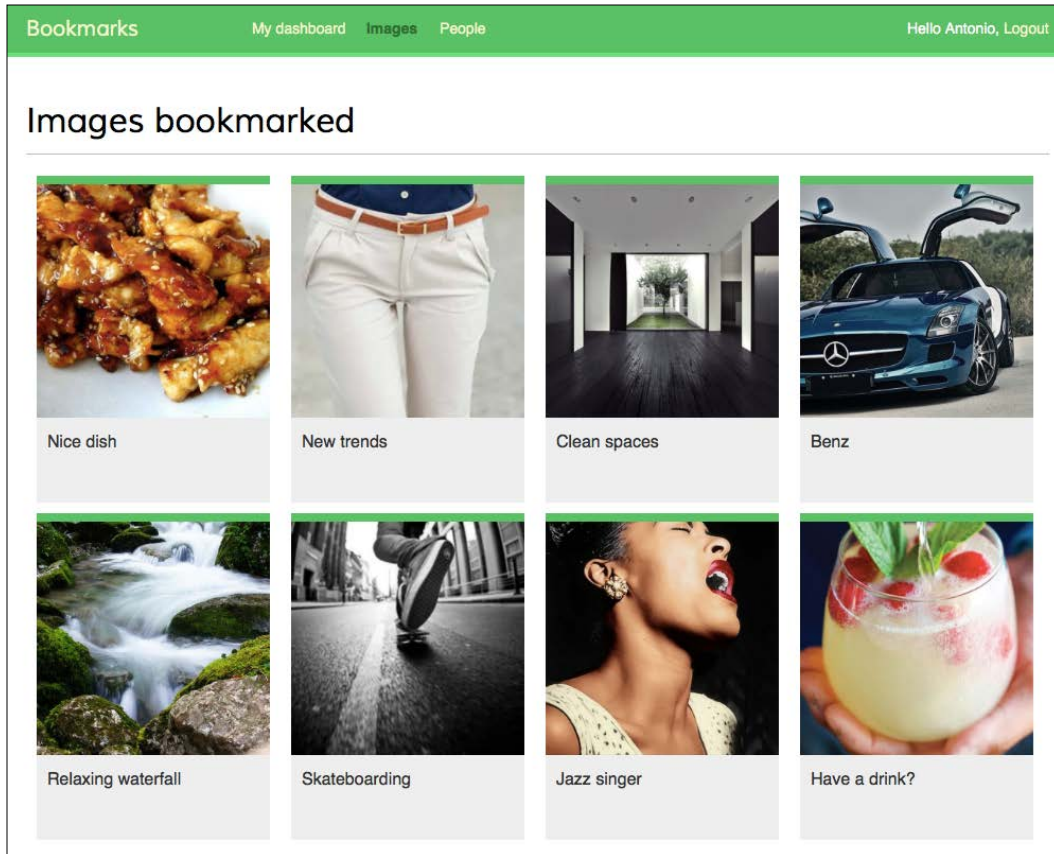 Bookmarks My dashboard Images People Hello Antonio, Logout
Images bookmarked
Nice dish New trends Clean spaces Benz
Relaxing waterfall Skateboarding Jazz singer Have a drink?